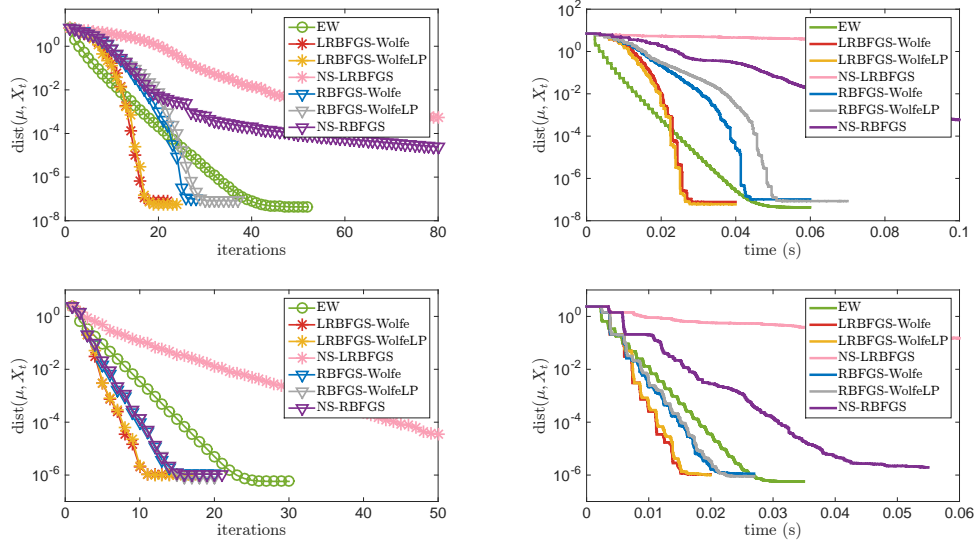 dist(μ, X_t)
10^0
10^-2
10^-4
10^-6
10^-8
0
20
40
60
80
iterations
EW
LRBFGS-Wolfe
LRBFGS-WolfeLP
NS-LRBFGS
RBFGS-Wolfe
RBFGS-WolfeLP
NS-RBFGS
dist(μ, X_t)
10^2
10^0
10^-2
10^-4
10^-6
10^-8
0
0.02
0.04
0.06
0.08
0.1
time (s)
EW
LRBFGS-Wolfe
LRBFGS-WolfeLP
NS-LRBFGS
RBFGS-Wolfe
RBFGS-WolfeLP
NS-RBFGS
dist(μ, X_t)
10^0
10^-2
10^-4
10^-6
0
10
20
30
40
50
iterations
EW
LRBFGS-Wolfe
LRBFGS-WolfeLP
NS-LRBFGS
RBFGS-Wolfe
RBFGS-WolfeLP
NS-RBFGS
dist(μ, X_t)
10^0
10^-2
10^-4
10^-6
0
0.01
0.02
0.03
0.04
0.05
0.06
time (s)
EW
LRBFGS-Wolfe
LRBFGS-WolfeLP
NS-LRBFGS
RBFGS-Wolfe
RBFGS-WolfeLP
NS-RBFGS